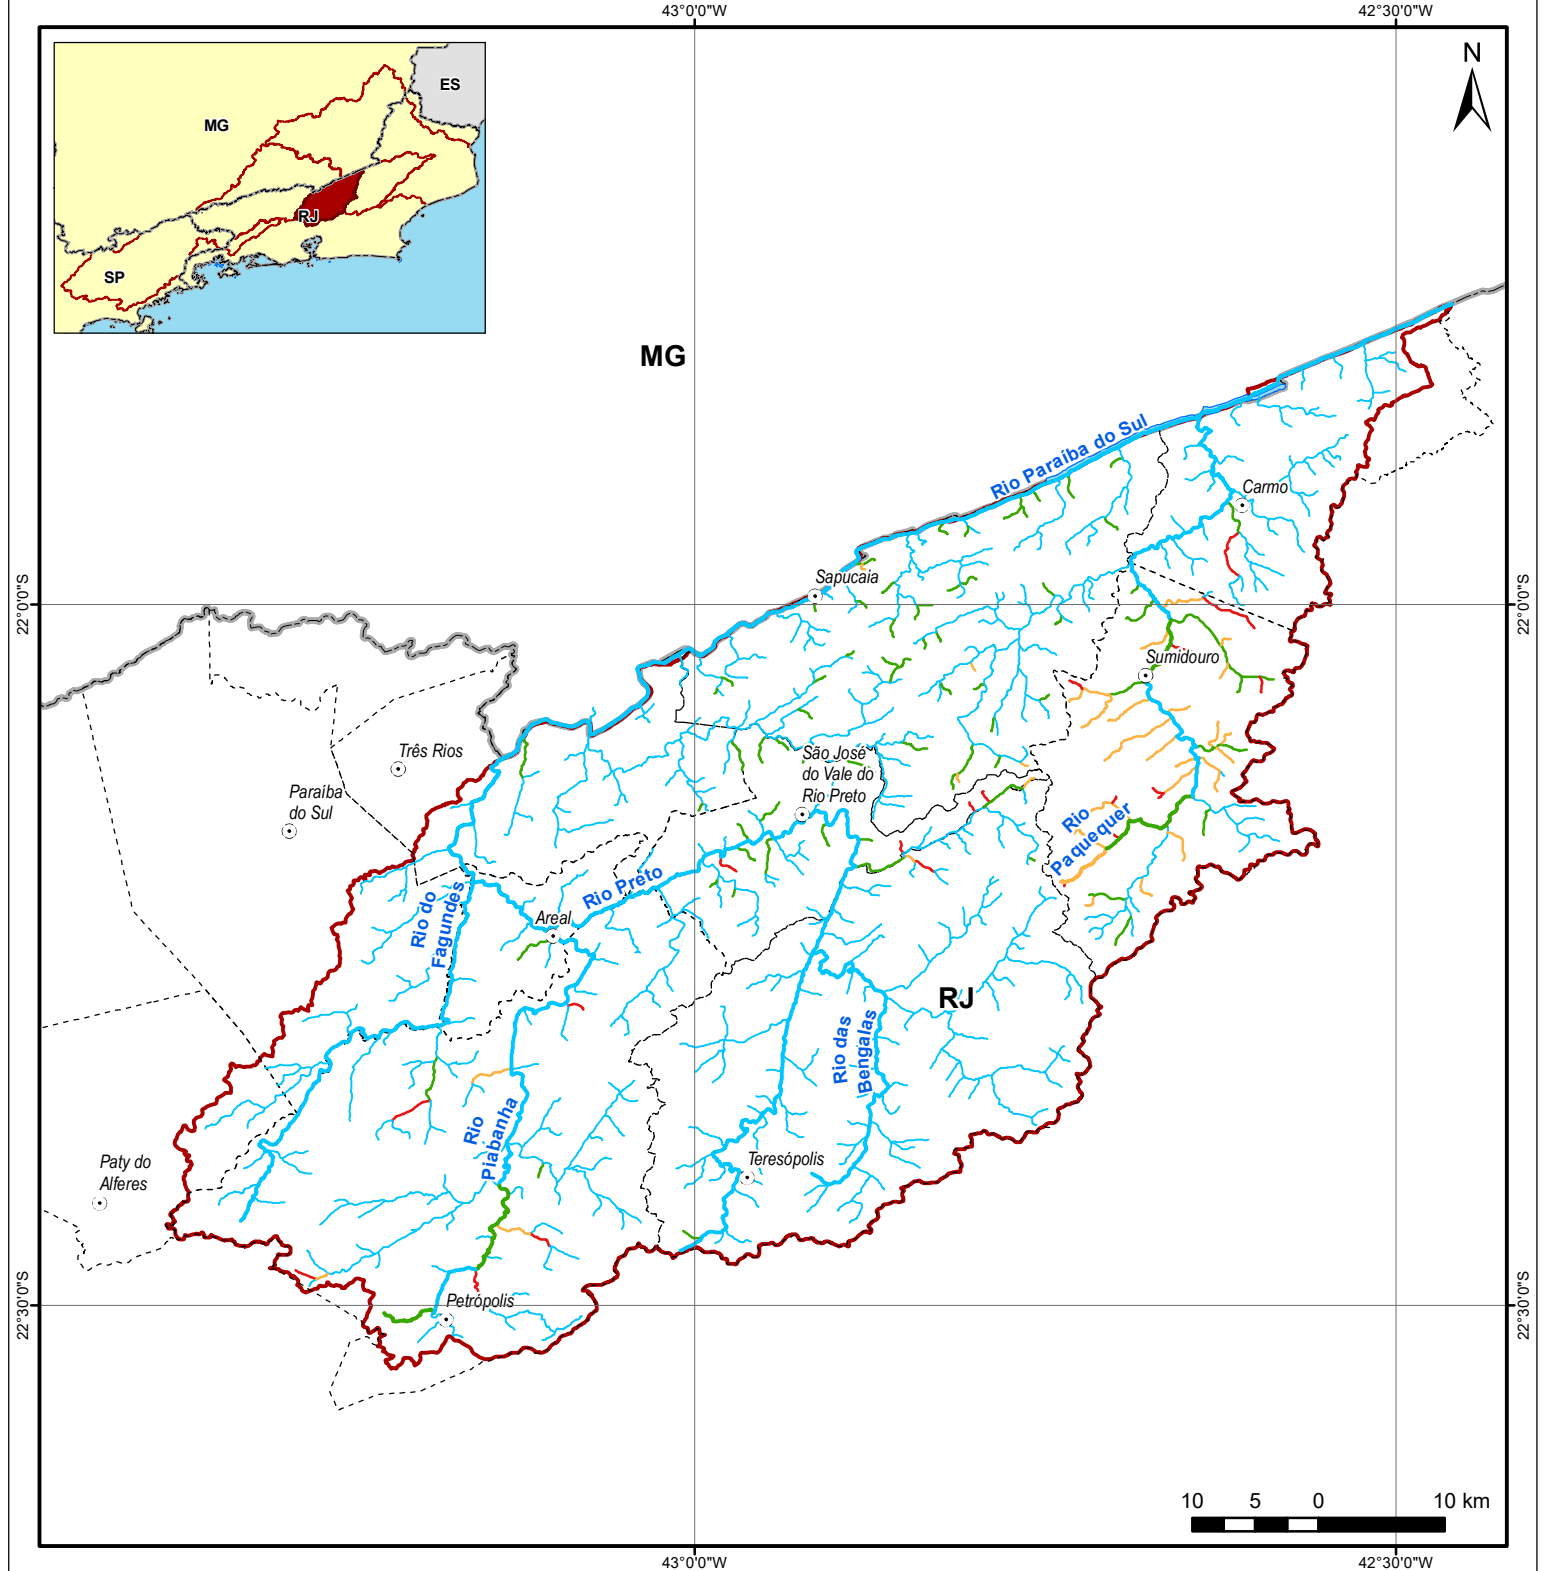 43°0'0"W
42°30'0"W
ES
MG
RJ
SP
N
MG
Rio Paraíba do Sul
Carmo
Sapucaia
22°0'0"S
22°0'0"S
Sumidouro
Três Rios
São José
do Vale do
Rio Preto
Paraíba
do Sul
Rio
Paquequer
Rio Preto
Rio do
Fagundes
Areal
RJ
Rio das
Bengalas
Rio
Piabanha
Paty do
Alferes
Teresópolis
22°30'0"S
22°30'0"S
Petrópolis
10 5 0 10 km
43°0'0"W
42°30'0"W